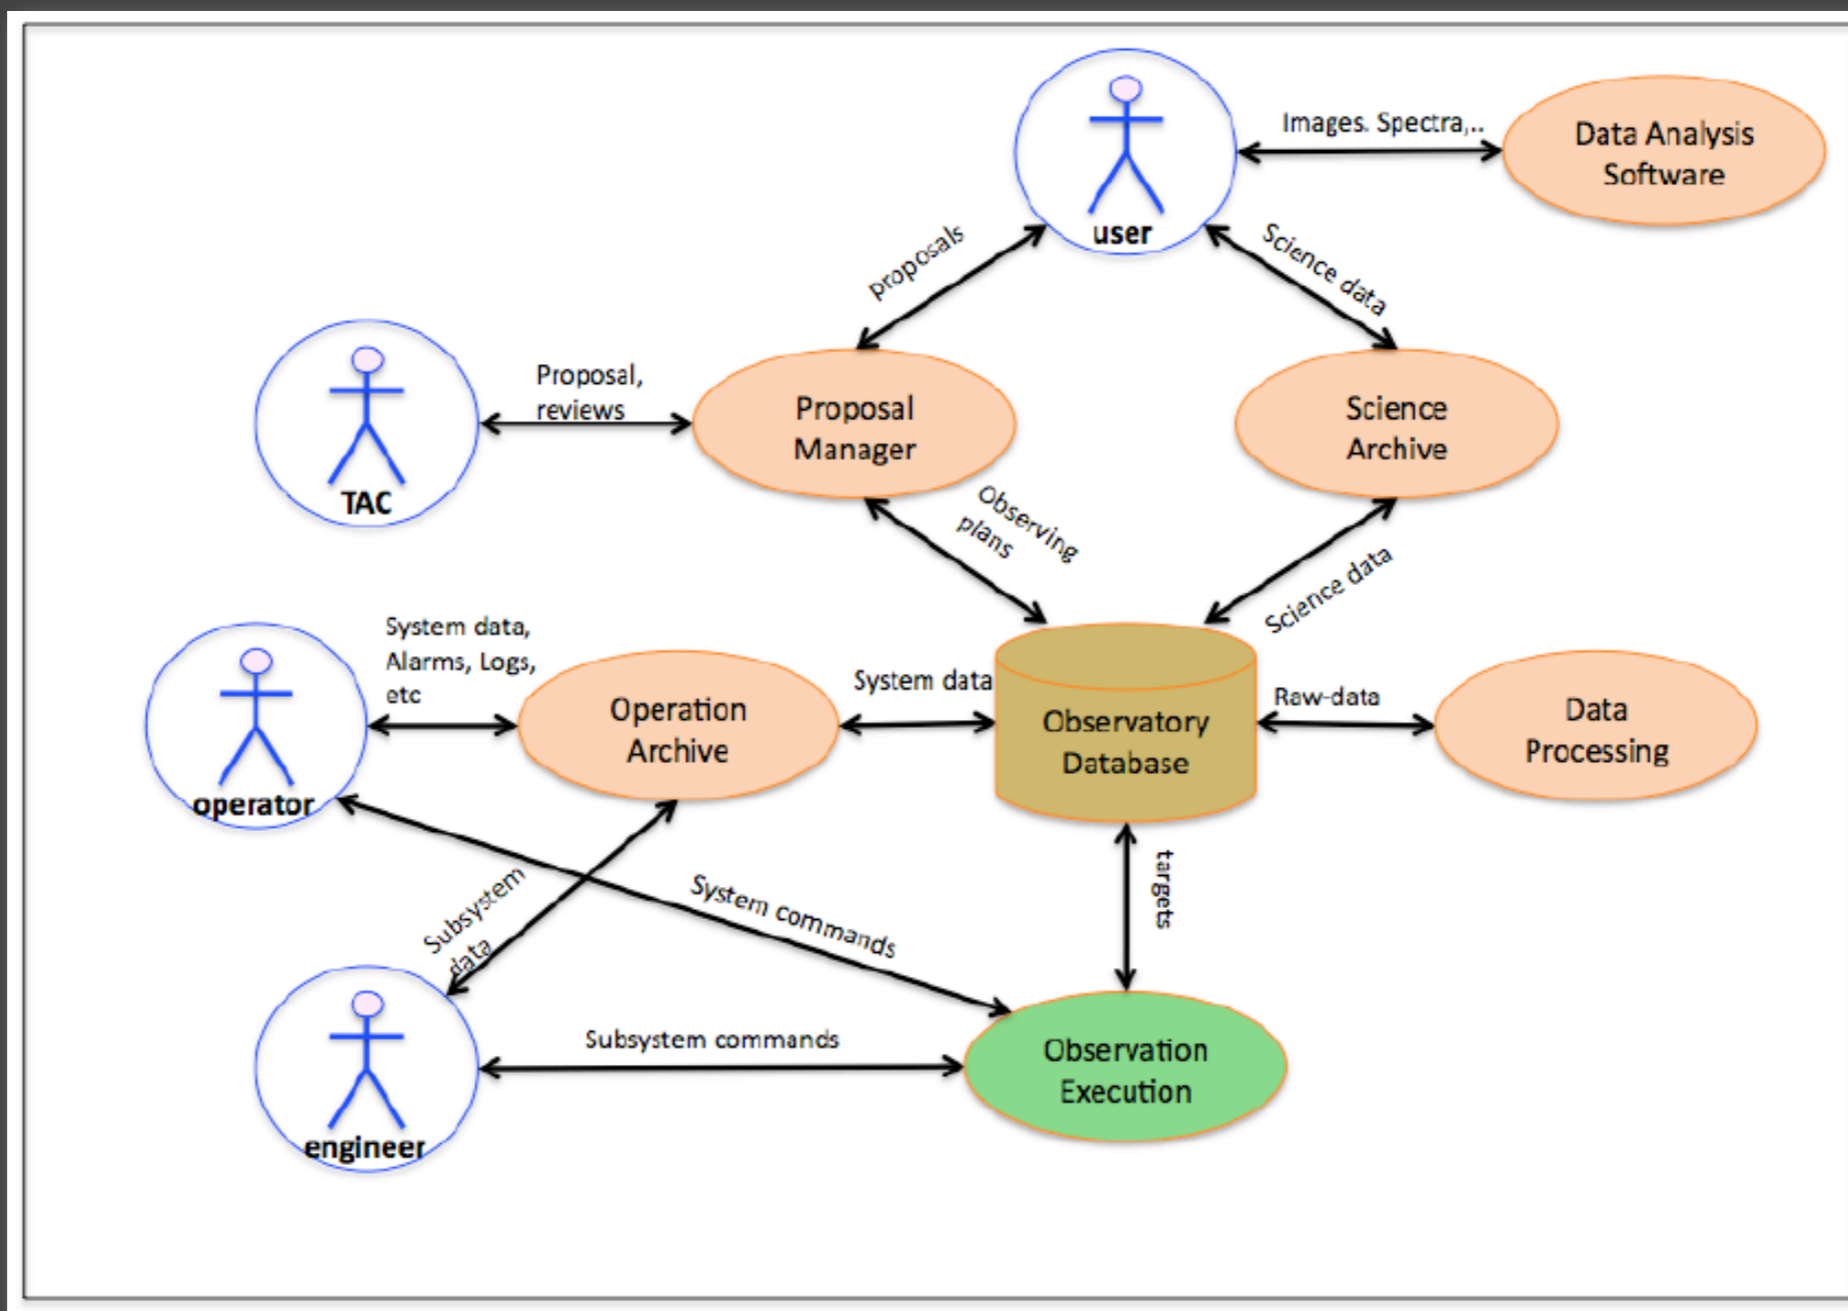 Images. Spectra,..
Data Analysis
Software
user
proposals
Science data
Proposal,
reviews
TAC
Proposal
Manager
Science
Archive
Observing
plans
Science data
System data,
Alarms, Logs,
etc
operator
Operation
Archive
System data
Observatory
Database
Raw-data
Data
Processing
Subsystem
data
System commands
targets
engineer
Subsystem commands
Observation
Execution